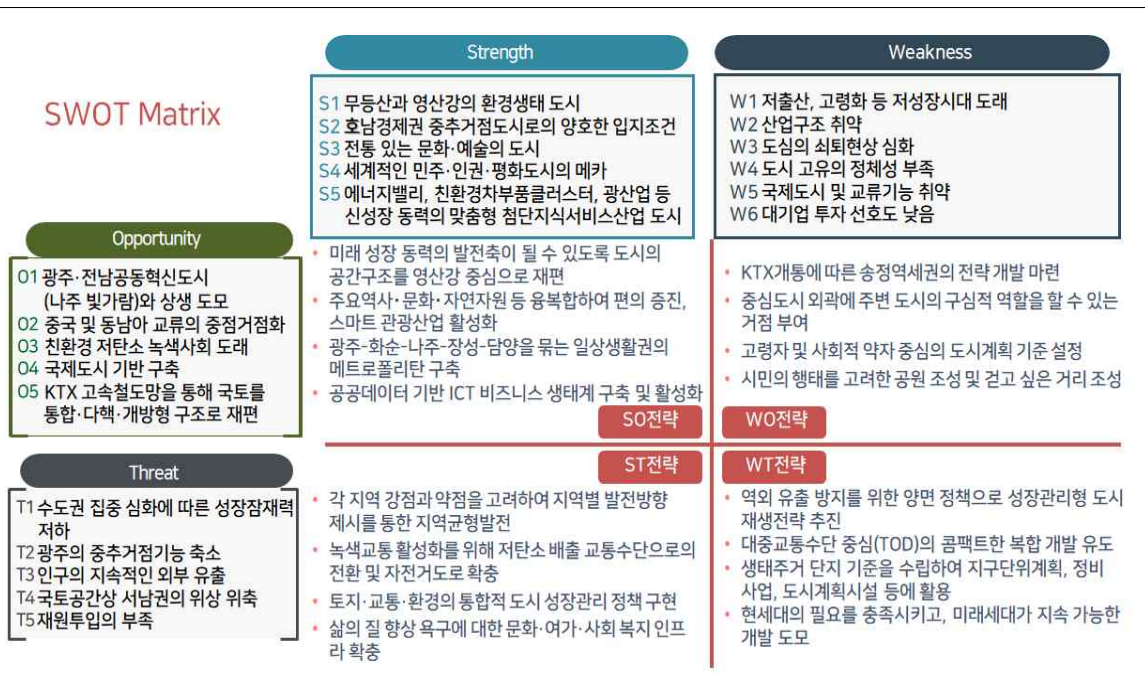 SWOT Matrix
Strength
S1 무등산과 영산강의 환경생태 도시
S2 호남경제권 중추거점도시로의 양호한 입지조건
S3 전통 있는 문화·예술의 도시
S4 세계적인 민주·인권·평화도시의 메카
S5 에너지밸리, 친환경차부품클러스터, 광산업 등
신성장 동력의 맞춤형 첨단지식서비스산업 도시
Weakness
W1 저출산, 고령화 등 저성장시대 도래
W2 산업구조 취약
W3 도심의 쇠퇴현상 심화
W4 도시 고유의 정체성 부족
W5 국제도시 및 교류기능 취약
W6 대기업 투자 선호도 낮음
Opportunity
O1 광주·전남공동혁신도시
(나주 빛가람)와 상생 도모
O2 중국 및 동남아 교류의 중점거점화
O3 친환경 저탄소 녹색사회 도래
O4 국제도시 기반 구축
O5 KTX 고속철도망을 통해 국토를
통합·다핵·개방형 구조로 재편
• 미래 성장 동력의 발전축이 될 수 있도록 도시의
공간구조를 영산강 중심으로 재편
• 주요역사·문화·자연자원 등 융복합하여 편의 증진,
스마트 관광산업 활성화
• 광주-화순-나주-장성-담양을 묶는 일상생활권의
메트로폴리탄 구축
• 공공데이터 기반 ICT 비즈니스 생태계 구축 및 활성화
SO전략
• KTX개통에 따른 송정역세권의 전략 개발 마련
• 중심도시 외곽에 주변 도시의 구심적 역할을 할 수 있는
거점 부여
• 고령자 및 사회적 약자 중심의 도시계획 기준 설정
• 시민의 행태를 고려한 공원 조성 및 걷고 싶은 거리 조성
WO전략
Threat
T1 수도권 집중 심화에 따른 성장잠재력
저하
T2 광주의 중추거점기능 축소
T3 인구의 지속적인 외부 유출
T4 국토공간상 서남권의 위상 위축
T5 재원투입의 부족
ST전략
• 각 지역 강점과 약점을 고려하여 지역별 발전방향
제시를 통한 지역균형발전
• 녹색교통 활성화를 위해 저탄소 배출 교통수단으로의
전환 및 자전거도로 확충
• 토지·교통·환경의 통합적 도시 성장관리 정책 구현
• 삶의 질 향상 욕구에 대한 문화·여가·사회 복지 인프
라 확충
WT전략
• 역외 유출 방지를 위한 양면 정책으로 성장관리형 도시
재생전략 추진
• 대중교통수단 중심(TOD)의 콤팩트한 복합 개발 유도
• 생태주거 단지 기준을 수립하여 지구단위계획, 정비
사업, 도시계획시설 등에 활용
• 현세대의 필요를 충족시키고, 미래세대가 지속 가능한
개발 도모